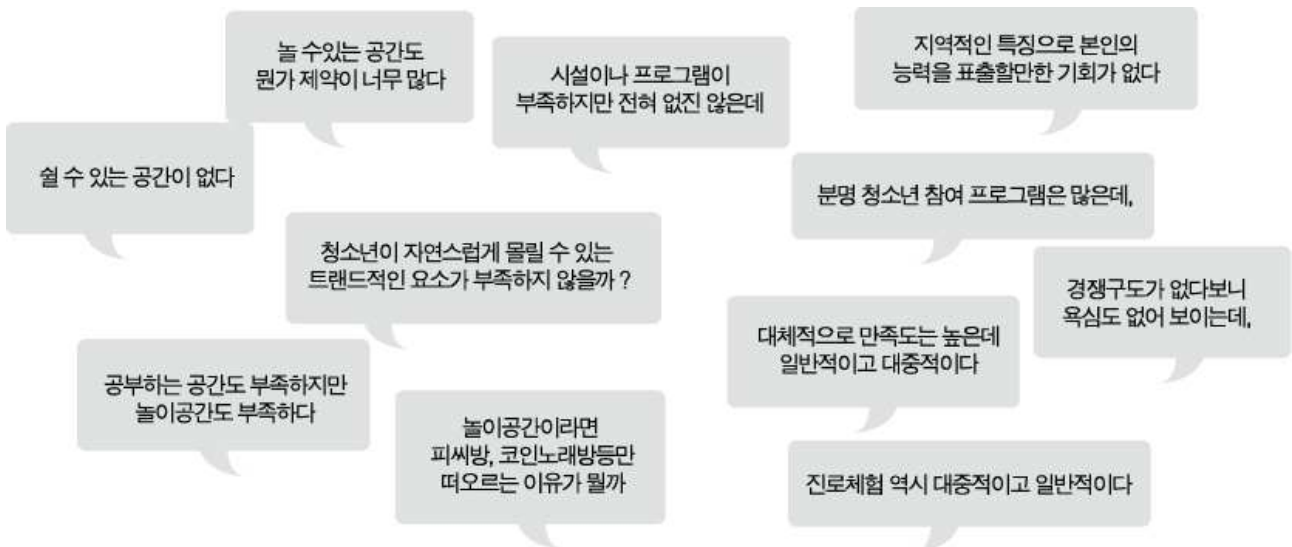 놀 수있는 공간도
뭔가 제약이 너무 많다
시설이나 프로그램이
부족하지만 전혀 없진 않은데
지역적인 특징으로 본인의
능력을 표출할만한 기회가 없다
쉴 수 있는 공간이 없다
분명 청소년 참여 프로그램은 많은데,
청소년이 자연스럽게 몰릴 수 있는
트랜드적인 요소가 부족하지 않을까 ?
경쟁구도가 없다보니
욕심도 없어 보이는데,
대체적으로 만족도는 높은데
일반적이고 대중적이다
공부하는 공간도 부족하지만
놀이공간도 부족하다
놀이공간이라면
피씨방, 코인노래방등만
떠오르는 이유가 뭘까
진로체험 역시 대중적이고 일반적이다